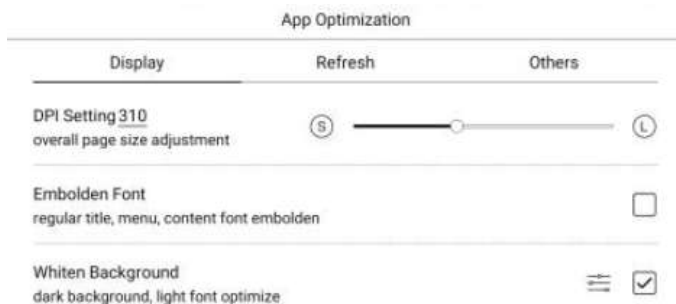 App Optimization
Display Refresh Others
DPI Setting 310
overall page size adjustment
S L
Embolden Font
regular title, menu, content font embolden
Whiten Background
dark background, light font optimize